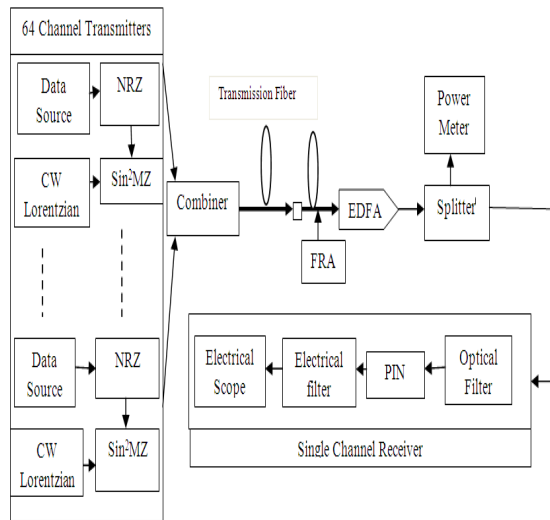 64 Channel Transmitters
Data
Source
NRZ
CW
Lorentzian
Sin²MZ
Data
Source
NRZ
CW
Lorentzian
Sin²MZ
Combiner
Transmission Fiber
FRA
EDFA
Power
Meter
Splitter
Electrical
Scope
Electrical
filter
PIN
Optical
Filter
Single Channel Receiver